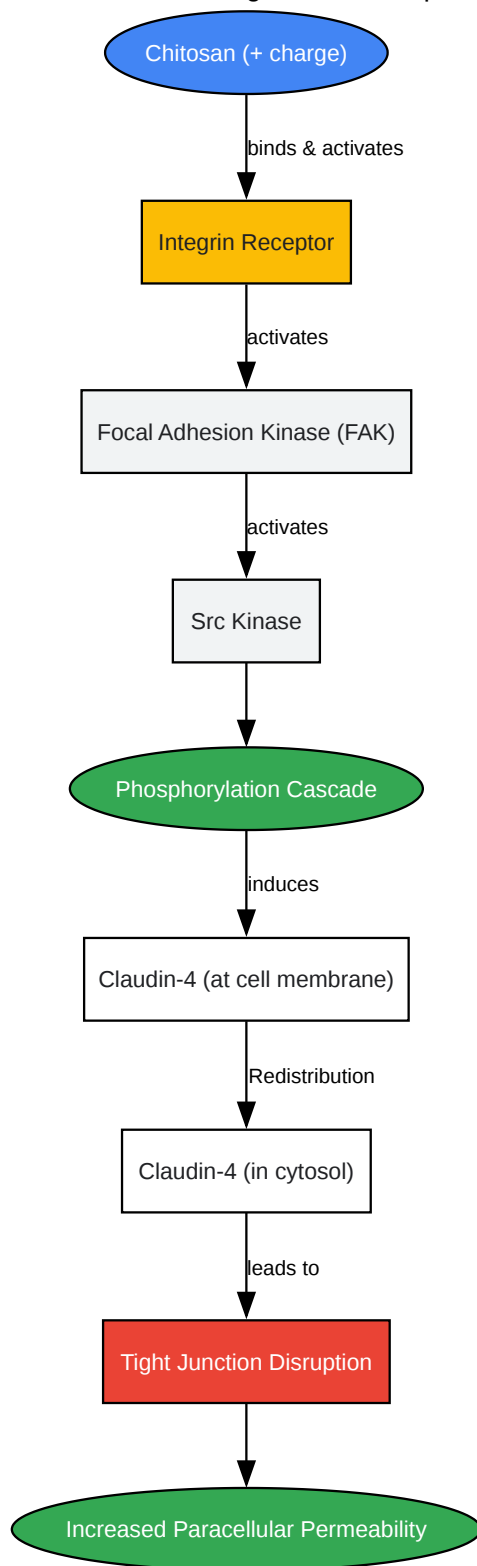 Chitosan (+ charge)
binds & activates
Integrin Receptor
activates
Focal Adhesion Kinase (FAK)
activates
Src Kinase
Phosphorylation Cascade
induces
Claudin-4 (at cell membrane)
Redistribution
Claudin-4 (in cytosol)
leads to
Tight Junction Disruption
Increased Paracellular Permeability